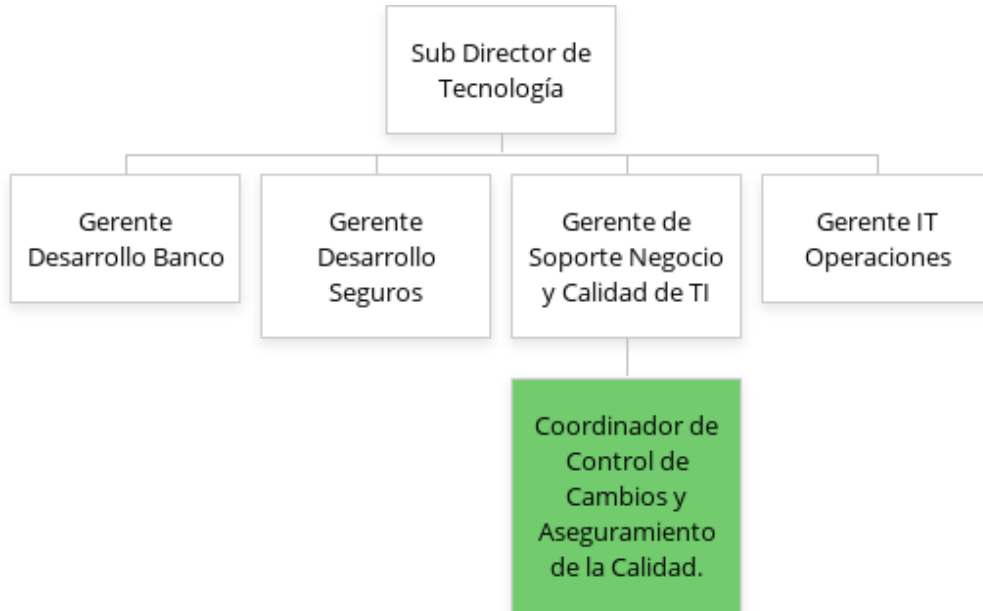 Sub Director de
Tecnología
Gerente
Desarrollo Banco
Gerente
Desarrollo
Seguros
Gerente de
Soporte Negocio
y Calidad de TI
Gerente IT
Operaciones
Coordinador de
Control de
Cambios y
Aseguramiento
de la Calidad.